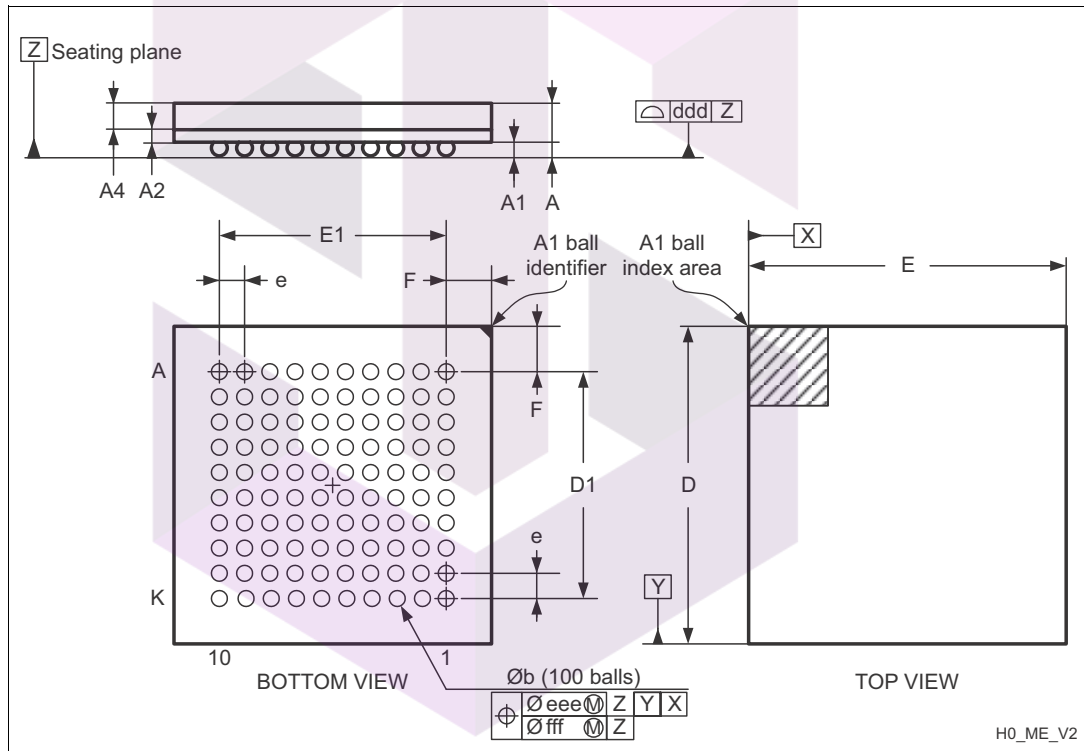 Z Seating plane
ddd Z
A4
A2
A1
A
E1
e
F
A1 ball
identifier
A1 ball
index area
X
E
A
F
D1
D
e
K
Y
10
1
BOTTOM VIEW
Øb (100 balls)
TOP VIEW
Ø eee Ⓜ Z Y X
Ø fff Ⓜ Z
H0_ME_V2